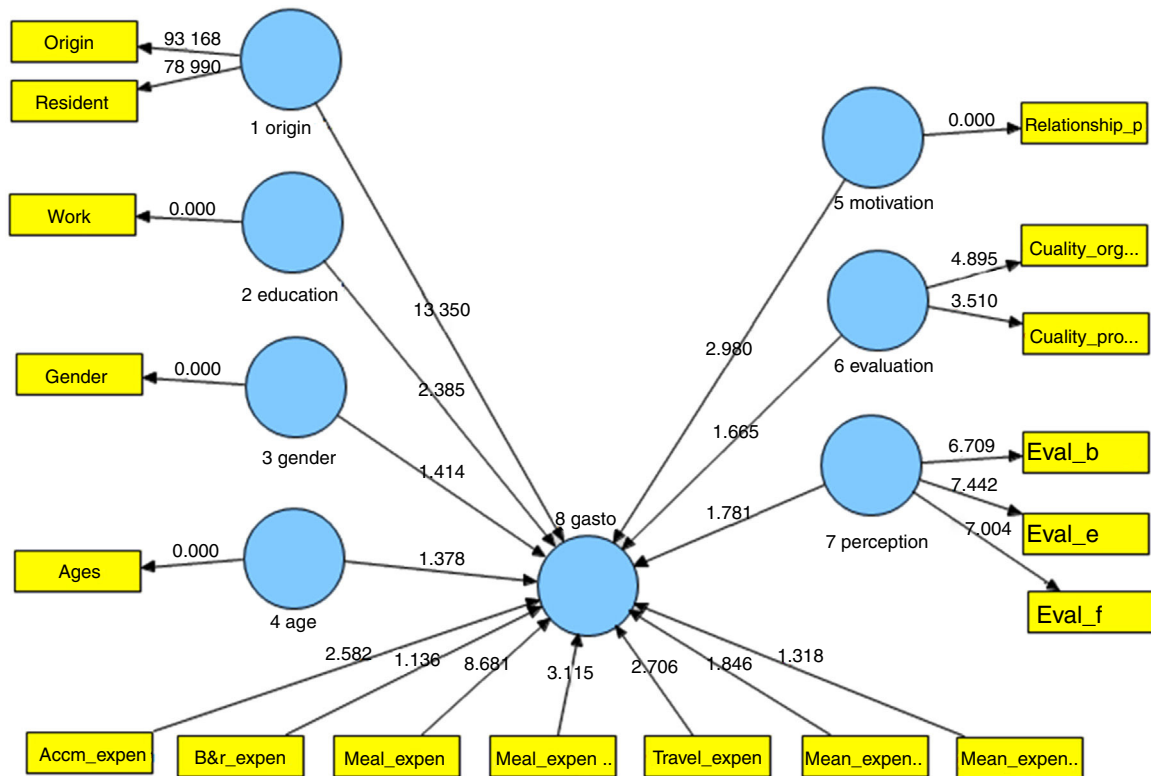 Origin
93 168
78 990
Resident
1 origin
Work
0.000
2 education
13.350
Gender
0.000
2.385
3 gender
1.414
Ages
0.000
4 age
1.378
8 gasto
0.000
Relationship_p
5 motivation
Cuality_org...
4.895
3.510
Cuality_pro...
2.980
6 evaluation
1.665
6.709
Eval_b
7.442
1.781
7.004
Eval_e
7 perception
Eval_f
2.582
1.136
8.681
3.115
2.706
1.846
1.318
Accm_expen
B&r_expen
Meal_expen
Meal_expen ..
Travel_expen
Mean_expen..
Mean_expen..